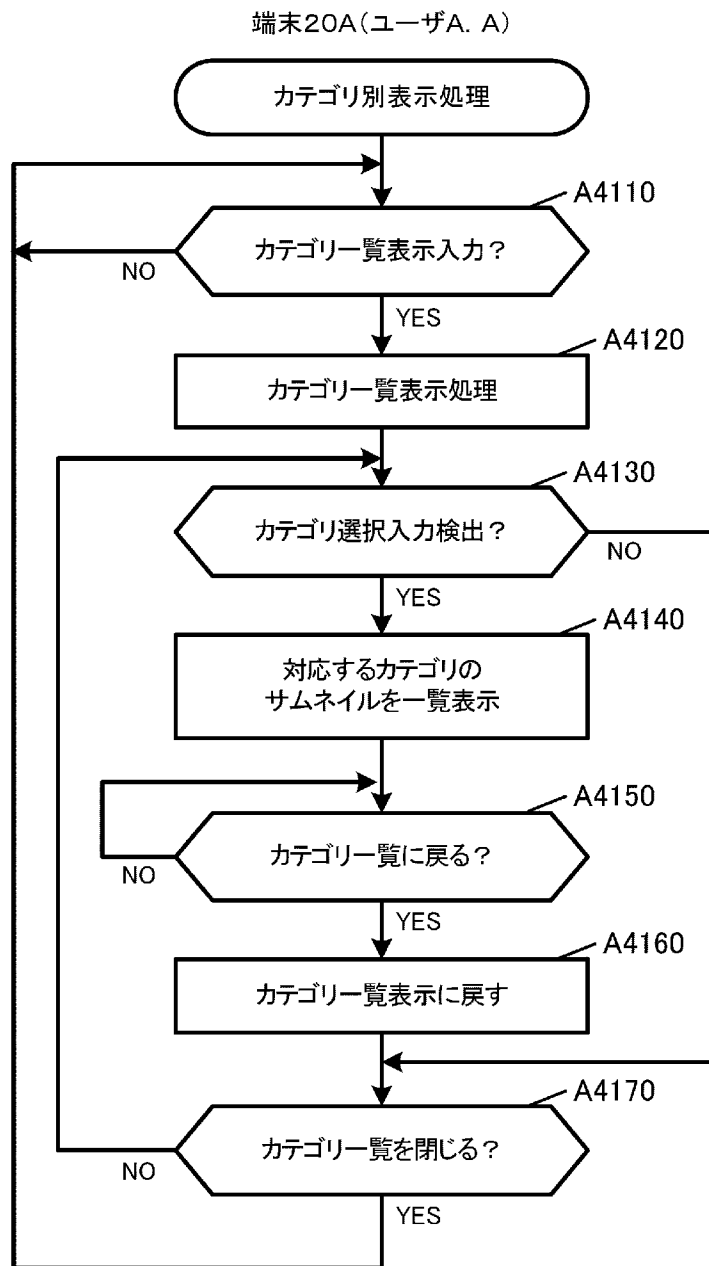 端末20A(ユーザA. A)
カテゴリ別表示処理
A4110
カテゴリ一覧表示入力？
NO
YES
A4120
カテゴリ一覧表示処理
A4130
カテゴリ選択入力検出？
NO
YES
A4140
対応するカテゴリの
サムネイルを一覧表示
A4150
カテゴリ一覧に戻る？
NO
YES
A4160
カテゴリ一覧表示に戻す
A4170
カテゴリ一覧を閉じる？
NO
YES